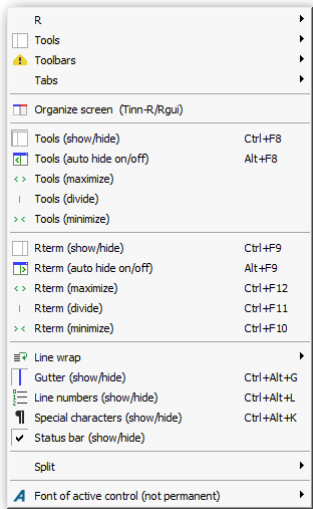 R
Tools
Toolbars
Tabs
Organize screen (Tinn-R/Rgui)
Tools (show/hide) Ctrl+F8
Tools (auto hide on/off) Alt+F8
Tools (maximize)
Tools (divide)
Tools (minimize)
Rterm (show/hide) Ctrl+F9
Rterm (auto hide on/off) Alt+F9
Rterm (maximize) Ctrl+F12
Rterm (divide) Ctrl+F11
Rterm (minimize) Ctrl+F10
Line wrap
Gutter (show/hide) Ctrl+Alt+G
Line numbers (show/hide) Ctrl+Alt+L
Special characters (show/hide) Ctrl+Alt+K
Status bar (show/hide)
Split
Font of active control (not permanent)